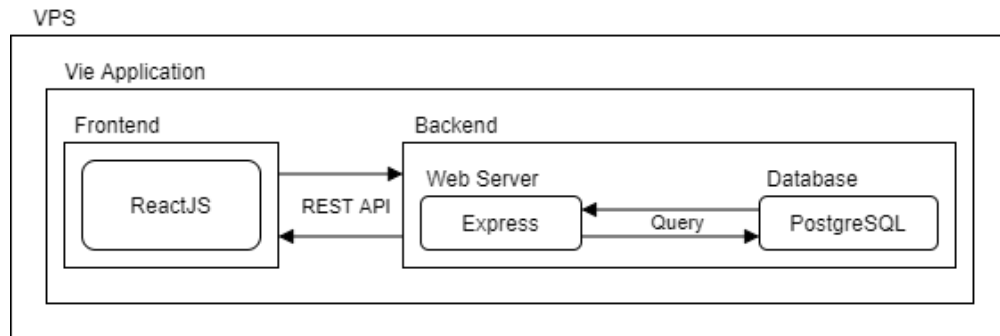 VPS
Vie Application
Frontend
Backend
Web Server
Database
ReactJS
REST API
Express
Query
PostgreSQL